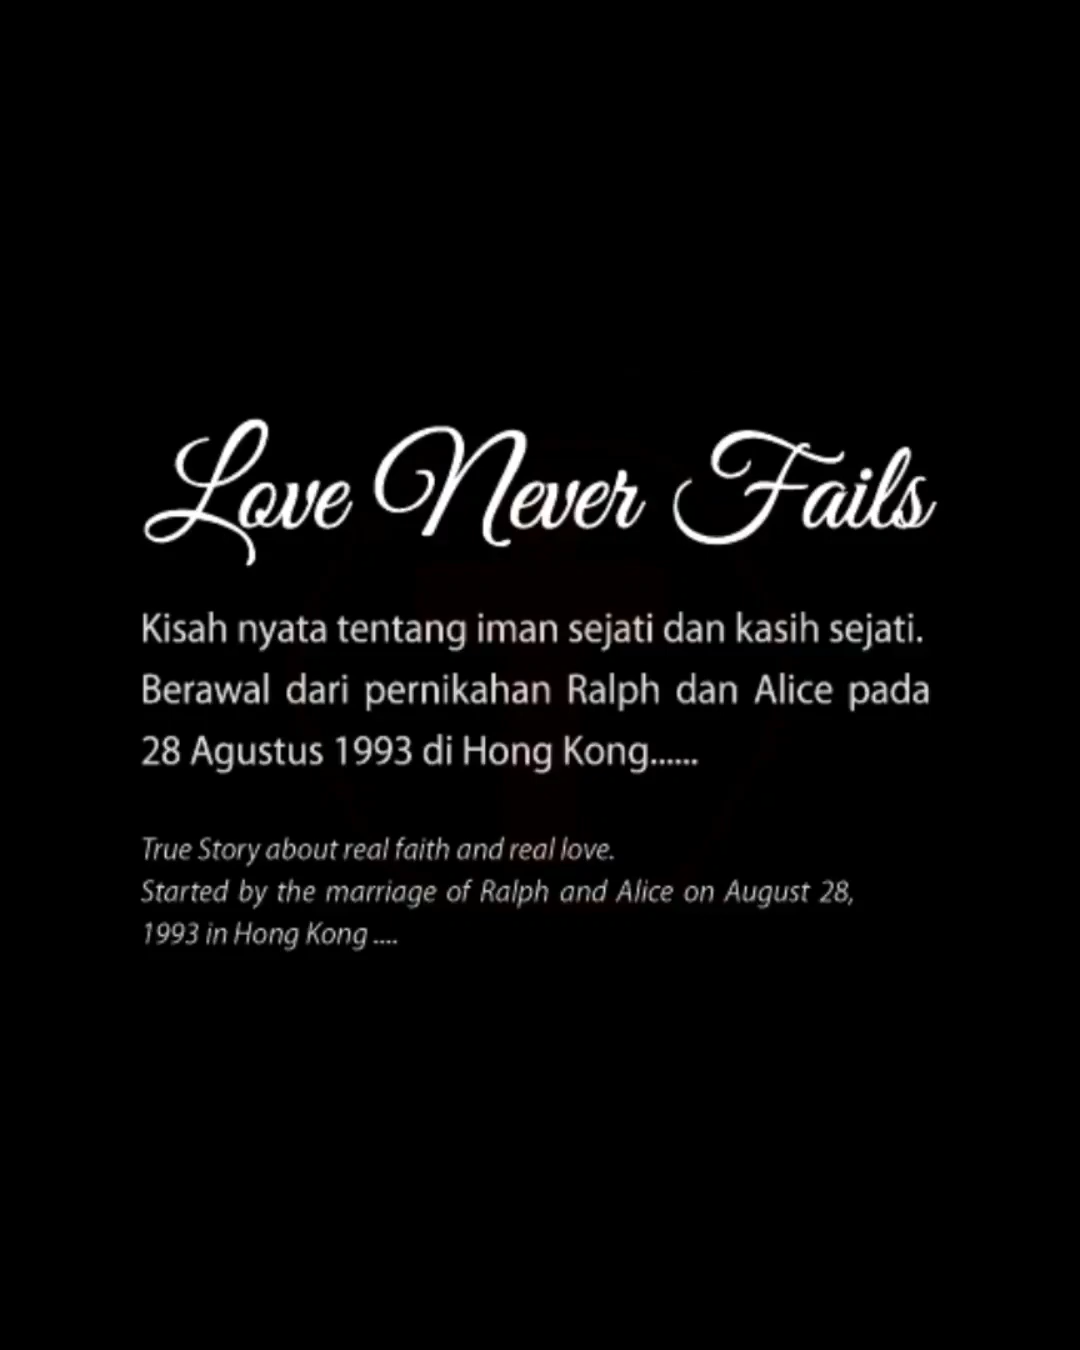 Love Never Fails
Kisah nyata tentang iman sejati dan kasih sejati.
Berawal dari pernikahan Ralph dan Alice pada
28 Agustus 1993 di Hong Kong......
True Story about real faith and real love.
Started by the marriage of Ralph and Alice on August 28,
1993 in Hong Kong ....